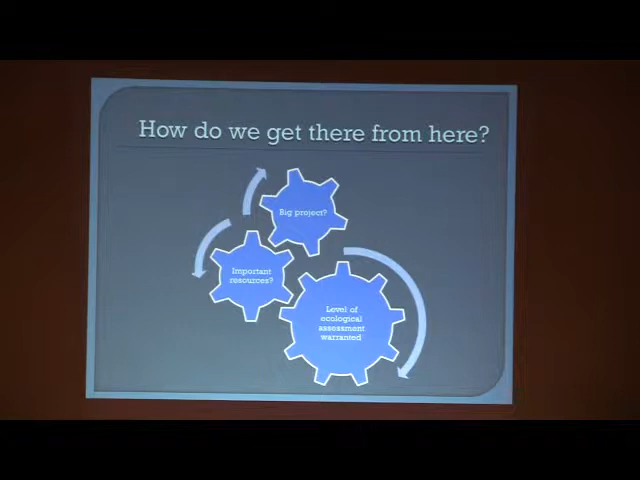 How do we get there from here?
Big project?
Important
resources?
Level of
ecological
assessment
warranted